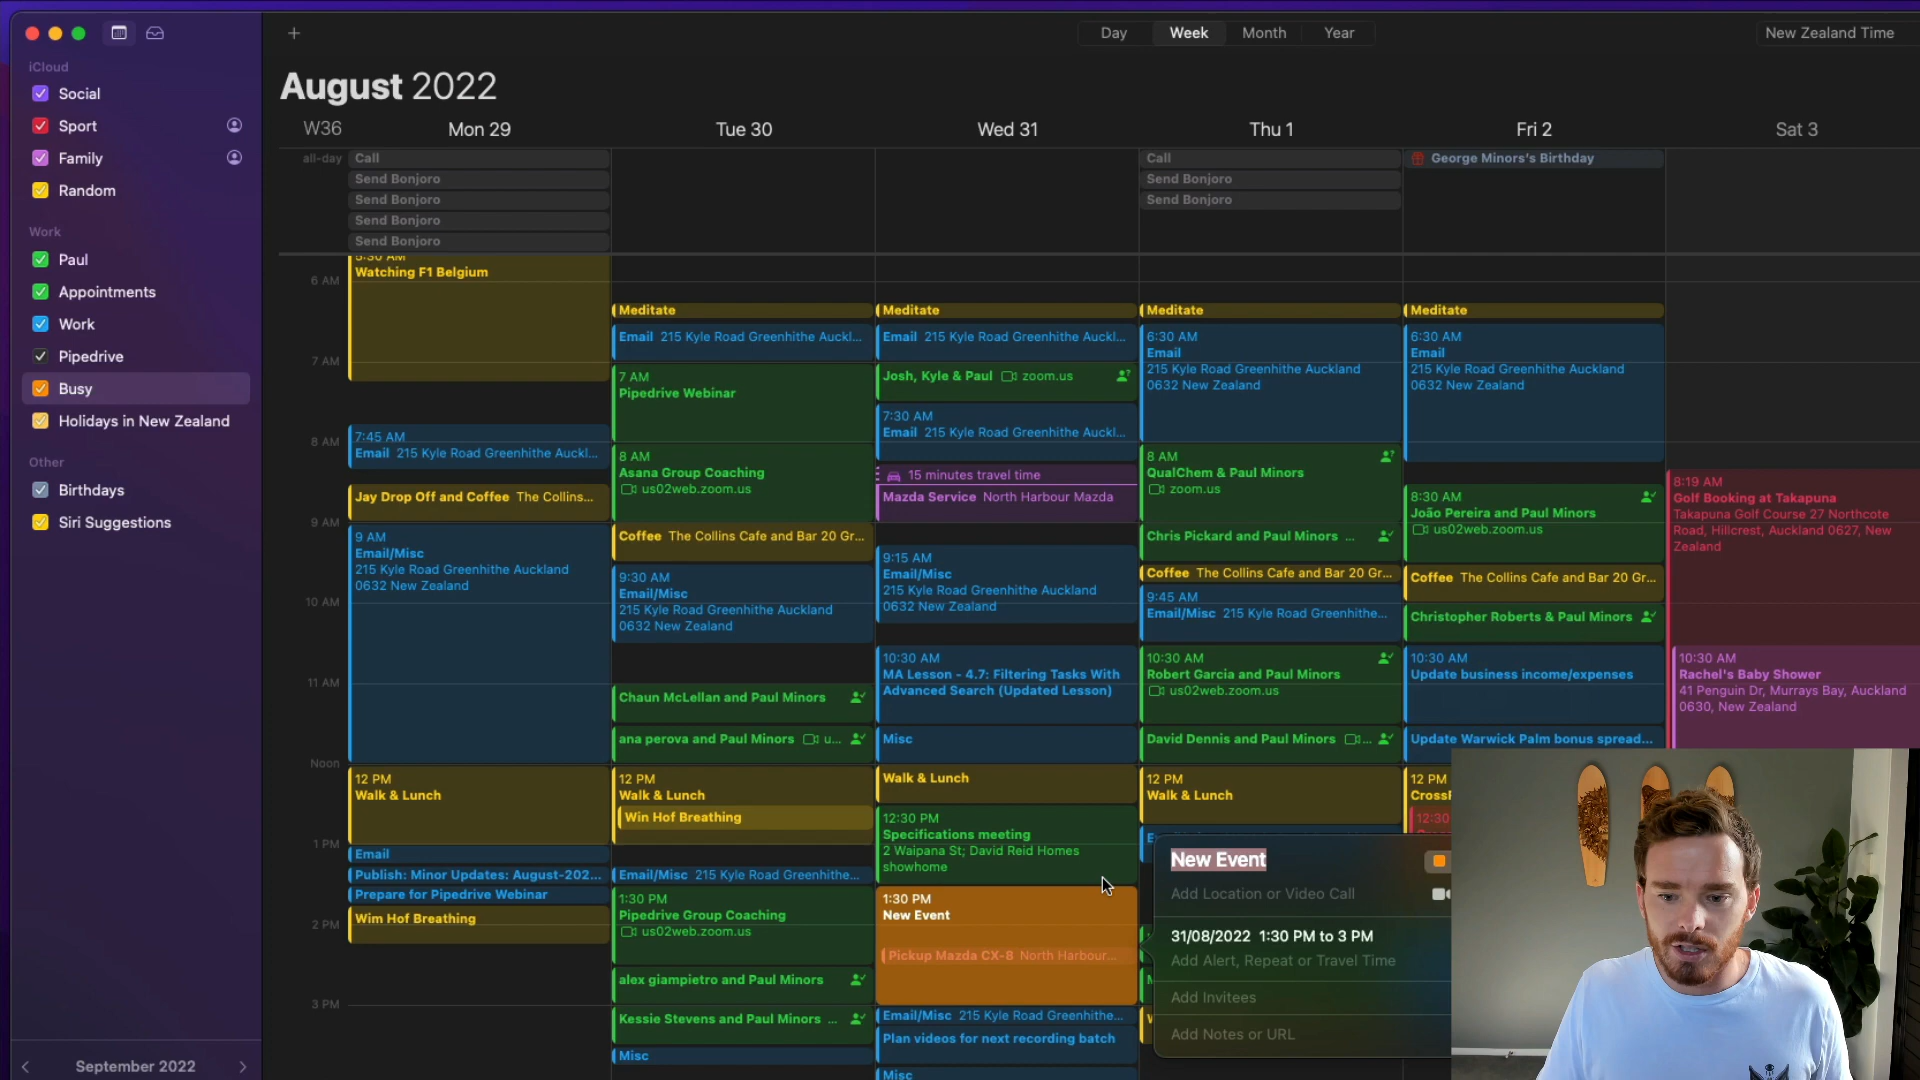 Day
Week
Month
Year
New Zealand Time
August 2022
iCloud
Social
Sport
Family
Random
Work
Paul
Appointments
Work
Pipedrive
Busy
Holidays in New Zealand
Other
Birthdays
Siri Suggestions
September 2022
W36
Mon 29
Tue 30
Wed 31
Thu 1
Fri 2
Sat 3
all-day
6 AM
7 AM
8 AM
9 AM
10 AM
11 AM
Noon
1 PM
2 PM
3 PM
Call
Send Bonjoro
Send Bonjoro
Send Bonjoro
Send Bonjoro
5:30 AM
Watching F1 Belgium
7:45 AM
Email 215 Kyle Road Greenhithe Auckl...
Jay Drop Off and Coffee The Collins...
9 AM
Email/Misc
215 Kyle Road Greenhithe Auckland
0632 New Zealand
12 PM
Walk & Lunch
Email
Publish: Minor Updates: August-202...
Prepare for Pipedrive Webinar
Wim Hof Breathing
Meditate
Email 215 Kyle Road Greenhithe Auckl...
7 AM
Pipedrive Webinar
8 AM
Asana Group Coaching
us02web.zoom.us
Coffee The Collins Cafe and Bar 20 Gr...
9:30 AM
Email/Misc
215 Kyle Road Greenhithe Auckland
0632 New Zealand
Chaun McLellan and Paul Minors
ana perova and Paul Minors u...
12 PM
Walk & Lunch
Win Hof Breathing
Email/Misc 215 Kyle Road Greenhithe...
1:30 PM
Pipedrive Group Coaching
us02web.zoom.us
alex giampietro and Paul Minors
Kessie Stevens and Paul Minors ...
Misc
Meditate
Email 215 Kyle Road Greenhithe Auckl...
Josh, Kyle & Paul zoom.us
7:30 AM
Email 215 Kyle Road Greenhithe Auckl...
15 minutes travel time
Mazda Service North Harbour Mazda
9:15 AM
Email/Misc
215 Kyle Road Greenhithe Auckland
0632 New Zealand
10:30 AM
MA Lesson - 4.7: Filtering Tasks With
Advanced Search (Updated Lesson)
Misc
Walk & Lunch
12:30 PM
Specifications meeting
2 Waipana St; David Reid Homes
showhome
1:30 PM
New Event
Pickup Mazda CX-8 North Harbour...
Email/Misc 215 Kyle Road Greenhithe...
Plan videos for next recording batch
Misc
Call
Send Bonjoro
Send Bonjoro
Meditate
6:30 AM
Email
215 Kyle Road Greenhithe Auckland
0632 New Zealand
8 AM
QualChem & Paul Minors
zoom.us
Chris Pickard and Paul Minors ...
Coffee The Collins Cafe and Bar 20 Gr...
9:45 AM
Email/Misc 215 Kyle Road Greenhithe...
10:30 AM
Robert Garcia and Paul Minors
us02web.zoom.us
David Dennis and Paul Minors ...
12 PM
Walk & Lunch
George Minors's Birthday
Meditate
6:30 AM
Email
215 Kyle Road Greenhithe Auckland
0632 New Zealand
8:30 AM
João Pereira and Paul Minors
us02web.zoom.us
Coffee The Collins Cafe and Bar 20 Gr...
Christopher Roberts & Paul Minors
10:30 AM
Update business income/expenses
Update Warwick Palm bonus spread...
12 PM
12:30
8:19 AM
Golf Booking at Takapuna
Takapuna Golf Course 27 Northcote
Road, Hillcrest, Auckland 0627, New
Zealand
10:30 AM
Rachel's Baby Shower
41 Penguin Dr, Murrays Bay, Auckland
0630, New Zealand
New Event
Add Location or Video Call
31/08/2022 1:30 PM to 3 PM
Add Alert, Repeat or Travel Time
Add Invitees
Add Notes or URL